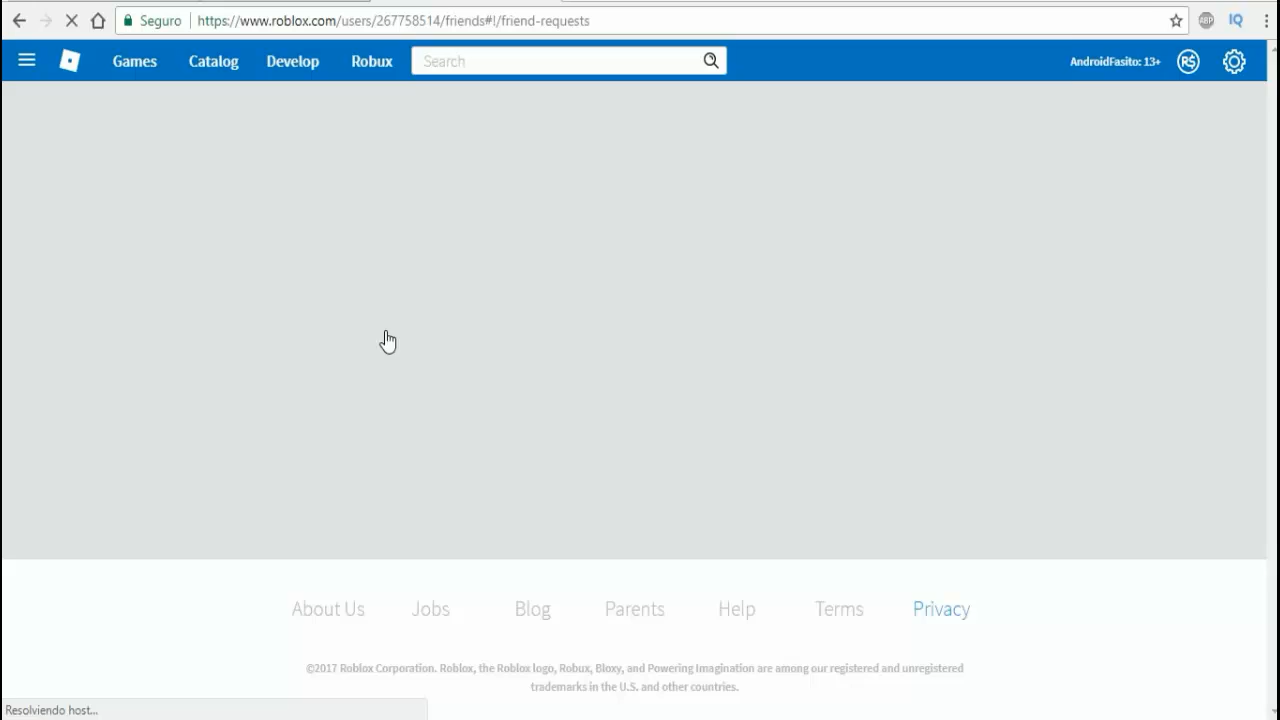 Seguro https://www.roblox.com/users/267758514/friends#!/friend-requests
ABP IQ
Games Catalog Develop Robux Search AndroidFasito: 13+ R$
About Us Jobs Blog Parents Help Terms Privacy
©2017 Roblox Corporation. Roblox, the Roblox logo, Robux, Bloxy, and Powering Imagination are among our registered and unregistered
trademarks in the U.S. and other countries.
Resolviendo host...